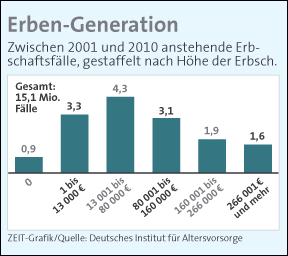 Erben-Generation
Zwischen 2001 und 2010 anstehende Erb-
schaftsfälle, gestaffelt nach Höhe der Erbsch.
Gesamt:
15,1 Mio.
Fälle
0,9
3,3
4,3
3,1
1,9
1,6
0
1 bis
13 000 €
13 001 bis
80 000 €
80 001 bis
160 000 €
160 001 bis
266 000 €
266 001 €
und mehr
ZEIT-Grafik/Quelle: Deutsches Institut für Altersvorsorge